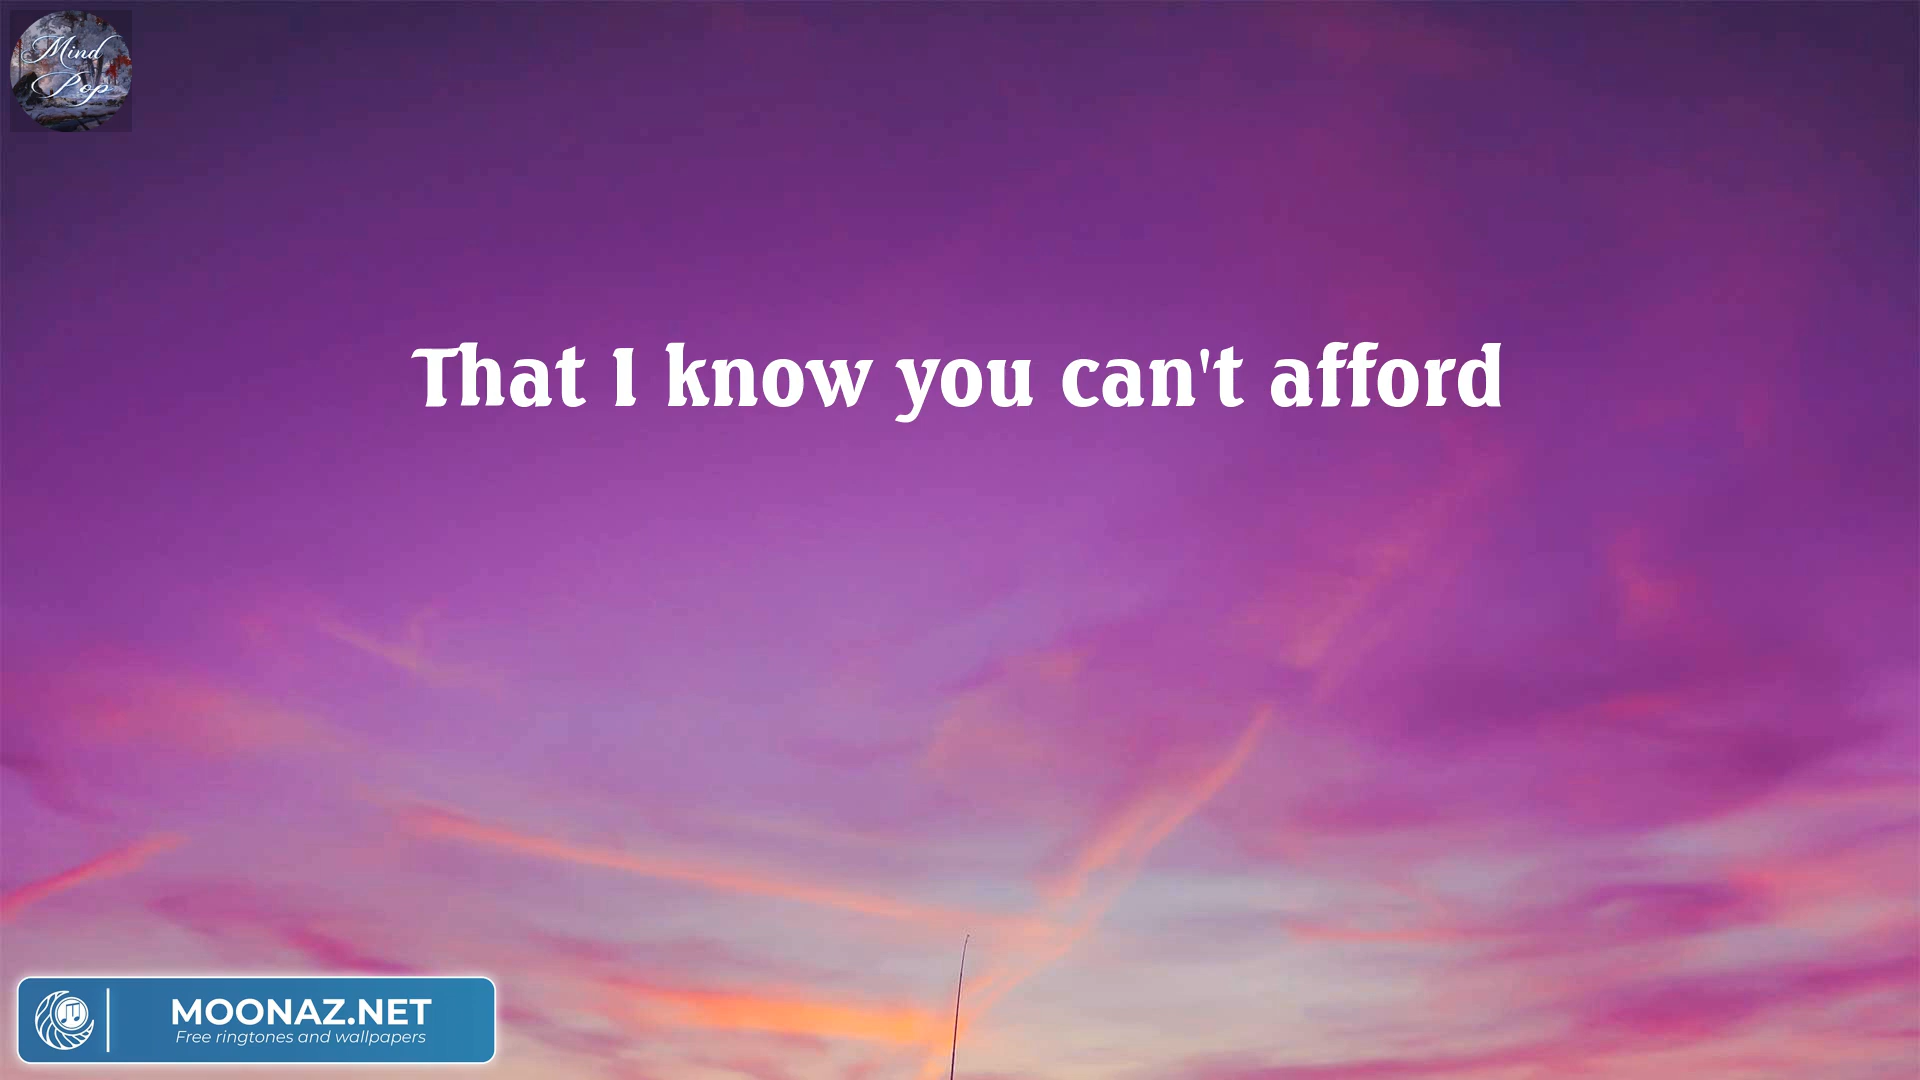 Mind
Pop
That I know you can't afford
MOONAZ.NET
Free ringtones and wallpapers